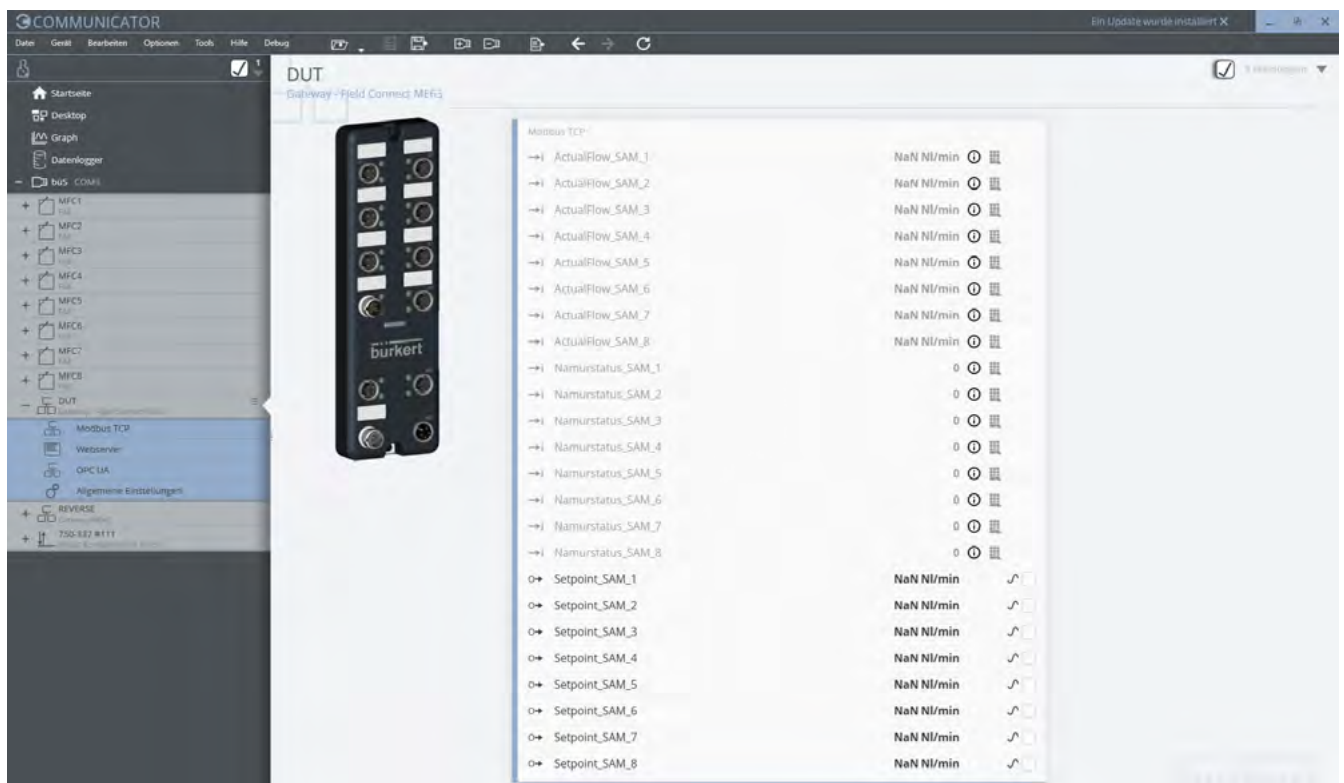 COMMUNICATOR
Ein Update wurde installiert X
Datei Gerät Bearbeiten Optionen Tools Hilfe Debug
1
Startseite
Desktop
Graph
Datenlogger
büS COM3
MFC1
MFC2
MFC3
MFC4
MFC5
MFC6
MFC7
MFC8
DUT
Modbus TCP
Webserver
OPC UA
Allgemeine Einstellungen
REVERSE
DUT
Gateway - Field Connect ME63
burkert
Modbus TCP
ActualFlow_SAM_1 NaN Nl/min
ActualFlow_SAM_2 NaN Nl/min
ActualFlow_SAM_3 NaN Nl/min
ActualFlow_SAM_4 NaN Nl/min
ActualFlow_SAM_5 NaN Nl/min
ActualFlow_SAM_6 NaN Nl/min
ActualFlow_SAM_7 NaN Nl/min
ActualFlow_SAM_8 NaN Nl/min
Namurstatus_SAM_1 0
Namurstatus_SAM_2 0
Namurstatus_SAM_3 0
Namurstatus_SAM_4 0
Namurstatus_SAM_5 0
Namurstatus_SAM_6 0
Namurstatus_SAM_7 0
Namurstatus_SAM_8 0
Setpoint_SAM_1 NaN Nl/min
Setpoint_SAM_2 NaN Nl/min
Setpoint_SAM_3 NaN Nl/min
Setpoint_SAM_4 NaN Nl/min
Setpoint_SAM_5 NaN Nl/min
Setpoint_SAM_6 NaN Nl/min
Setpoint_SAM_7 NaN Nl/min
Setpoint_SAM_8 NaN Nl/min